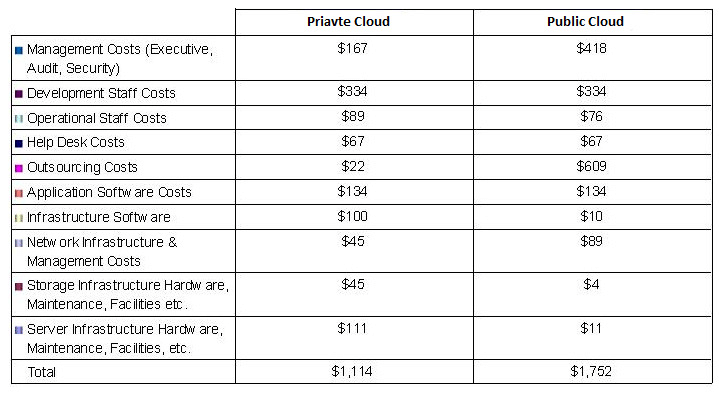 Priavte Cloud Public Cloud
Management Costs (Executive, $167 $418
Audit, Security)
Development Staff Costs $334 $334
Operational Staff Costs $89 $76
Help Desk Costs $67 $67
Outsourcing Costs $22 $609
Application Softw are Costs $134 $134
Infrastructure Softw are $100 $10
Netw ork Infrastructure & $45 $89
Management Costs
Storage Infrastructure Hardw are, $45 $4
Maintenance, Facilities etc.
Server Infrastructure Hardw are, $111 $11
Maintenance, Facilities, etc.
Total $1,114 $1,752